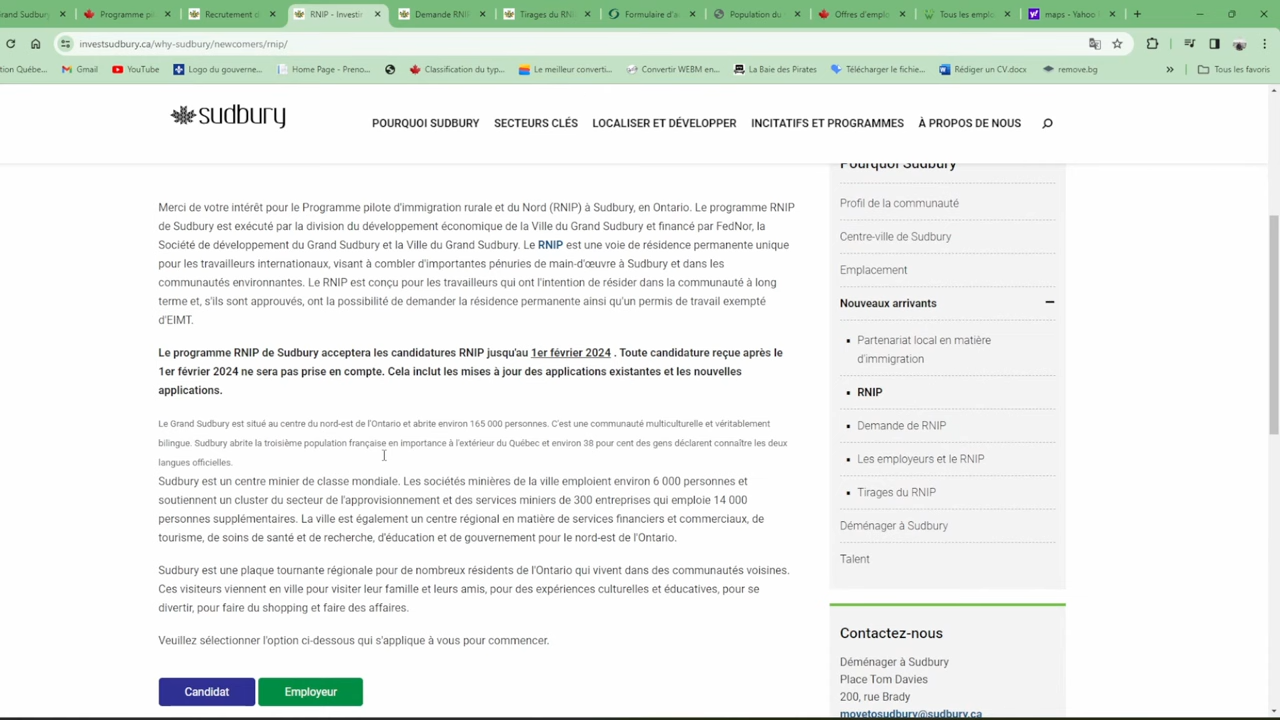 Grand Sudbury
Programme pi
Recrutement d
RNIP - Investir
Demande RNI
Tirages du RN
Formulaire d'a
Population du
Offres d'emplo
Tous les emplo
maps - Yahoo
investsudbury.ca/why-sudbury/newcomers/rnip/
tion Québe...
Gmail
YouTube
Logo du gouverne...
Home Page - Preno...
Classification du typ...
Le meilleur converti...
Convertir WEBM en...
La Baie des Pirates
Télécharger le fichie...
Rédiger un CV.docx
remove.bg
»
Tous les favoris
sudbury
POURQUOI SUDBURY
SECTEURS CLÉS
LOCALISER ET DÉVELOPPER
INCITATIFS ET PROGRAMMES
À PROPOS DE NOUS
Merci de votre intérêt pour le Programme pilote d'immigration rurale et du Nord (RNIP) à Sudbury, en Ontario. Le programme RNIP
de Sudbury est exécuté par la division du développement économique de la Ville du Grand Sudbury et financé par FedNor, la
Société de développement du Grand Sudbury et la Ville du Grand Sudbury. Le RNIP est une voie de résidence permanente unique
pour les travailleurs internationaux, visant à combler d'importantes pénuries de main-d'œuvre à Sudbury et dans les
communautés environnantes. Le RNIP est conçu pour les travailleurs qui ont l'intention de résider dans la communauté à long
terme et, s'ils sont approuvés, ont la possibilité de demander la résidence permanente ainsi qu'un permis de travail exempté
d'EIMT.
Le programme RNIP de Sudbury acceptera les candidatures RNIP jusqu'au 1er février 2024 . Toute candidature reçue après le
1er février 2024 ne sera pas prise en compte. Cela inclut les mises à jour des applications existantes et les nouvelles
applications.
Le Grand Sudbury est situé au centre du nord-est de l'Ontario et abrite environ 165 000 personnes. C'est une communauté multiculturelle et véritablement
bilingue. Sudbury abrite la troisième population française en importance à l'extérieur du Québec et environ 38 pour cent des gens déclarent connaître les deux
langues officielles.
Sudbury est un centre minier de classe mondiale. Les sociétés minières de la ville emploient environ 6 000 personnes et
soutiennent un cluster du secteur de l'approvisionnement et des services miniers de 300 entreprises qui emploie 14 000
personnes supplémentaires. La ville est également un centre régional en matière de services financiers et commerciaux, de
tourisme, de soins de santé et de recherche, d'éducation et de gouvernement pour le nord-est de l'Ontario.
Sudbury est une plaque tournante régionale pour de nombreux résidents de l'Ontario qui vivent dans des communautés voisines.
Ces visiteurs viennent en ville pour visiter leur famille et leurs amis, pour des expériences culturelles et éducatives, pour se
divertir, pour faire du shopping et faire des affaires.
Veuillez sélectionner l'option ci-dessous qui s'applique à vous pour commencer.
Candidat
Employeur
Pourquoi Sudbury
Profil de la communauté
Centre-ville de Sudbury
Emplacement
Nouveaux arrivants
Partenariat local en matière
d'immigration
RNIP
Demande de RNIP
Les employeurs et le RNIP
Tirages du RNIP
Déménager à Sudbury
Talent
Contactez-nous
Déménager à Sudbury
Place Tom Davies
200, rue Brady
movetosudbury@sudbury.ca